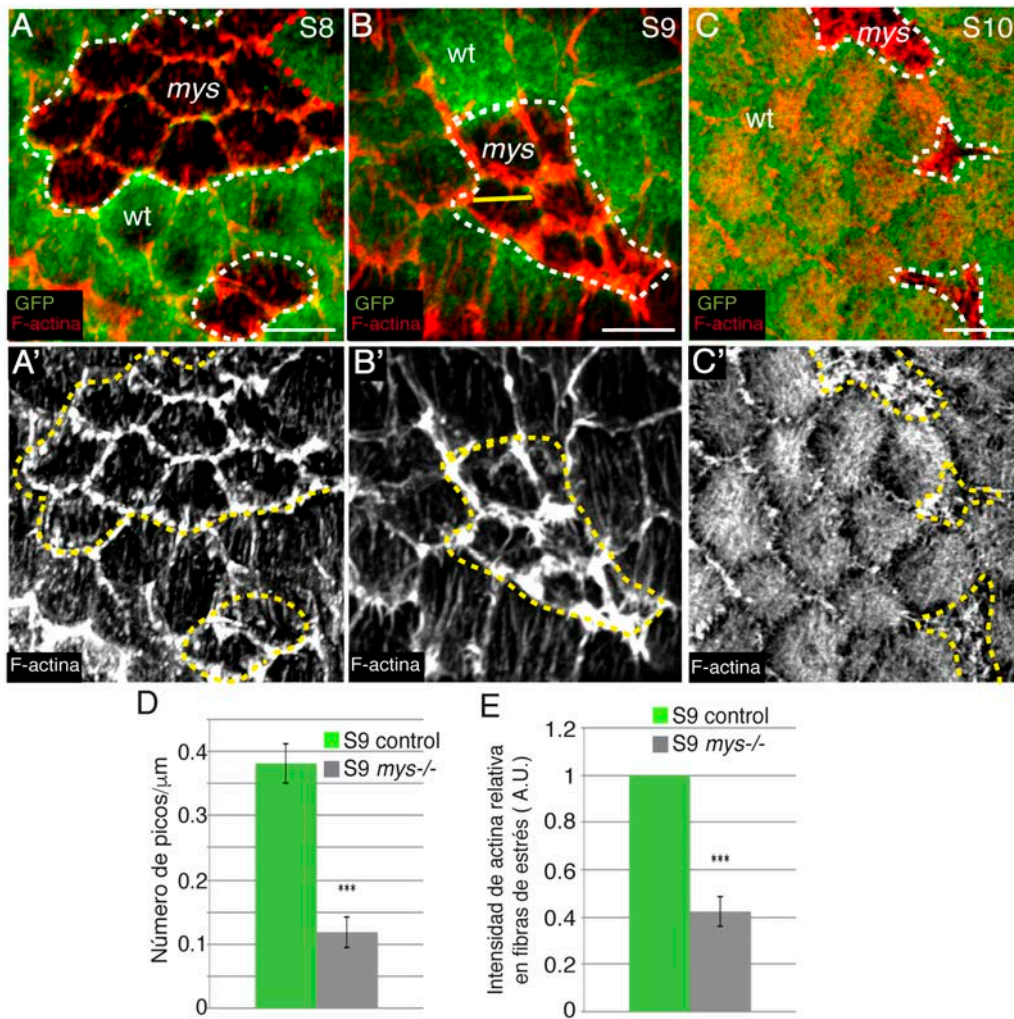 A
S8
mys
wt
GFP
F-actina
B
S9
wt
mys
GFP
F-actina
C
S10
mys
wt
GFP
F-actina
A'
F-actina
B'
F-actina
C'
F-actina
D
S9 control
S9 mys-/-
Número de picos/μm
0.4
0.3
0.2
0.1
0
***
E
S9 control
S9 mys-/-
Intensidad de actina relativa
en fibras de estrés ( A.U.)
1.2
1
0.8
0.6
0.4
0.2
0
***